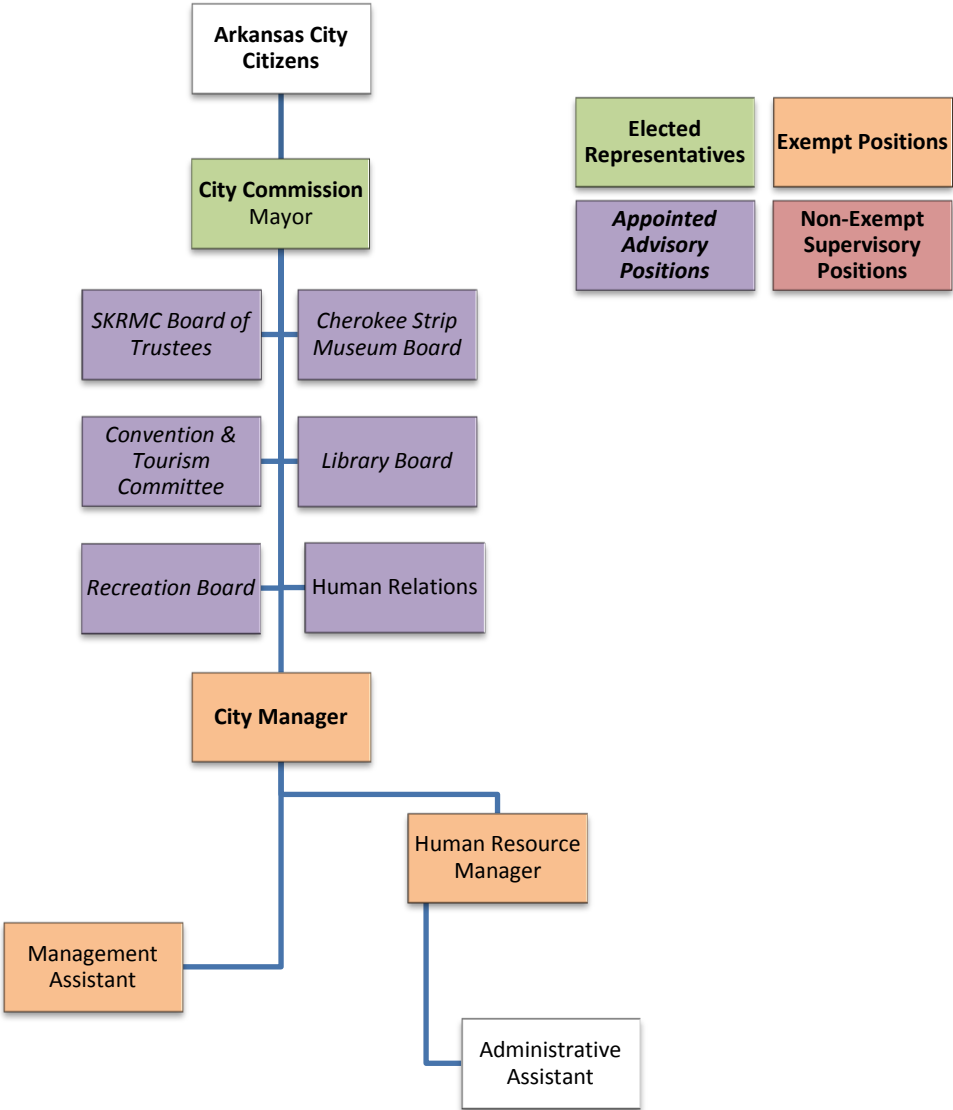 Arkansas City
Citizens
City Commission
Mayor
Elected
Representatives
Exempt Positions
Appointed
Advisory
Positions
Non-Exempt
Supervisory
Positions
SKRMC Board of
Trustees
Cherokee Strip
Museum Board
Convention &
Tourism
Committee
Library Board
Recreation Board
Human Relations
City Manager
Human Resource
Manager
Management
Assistant
Administrative
Assistant